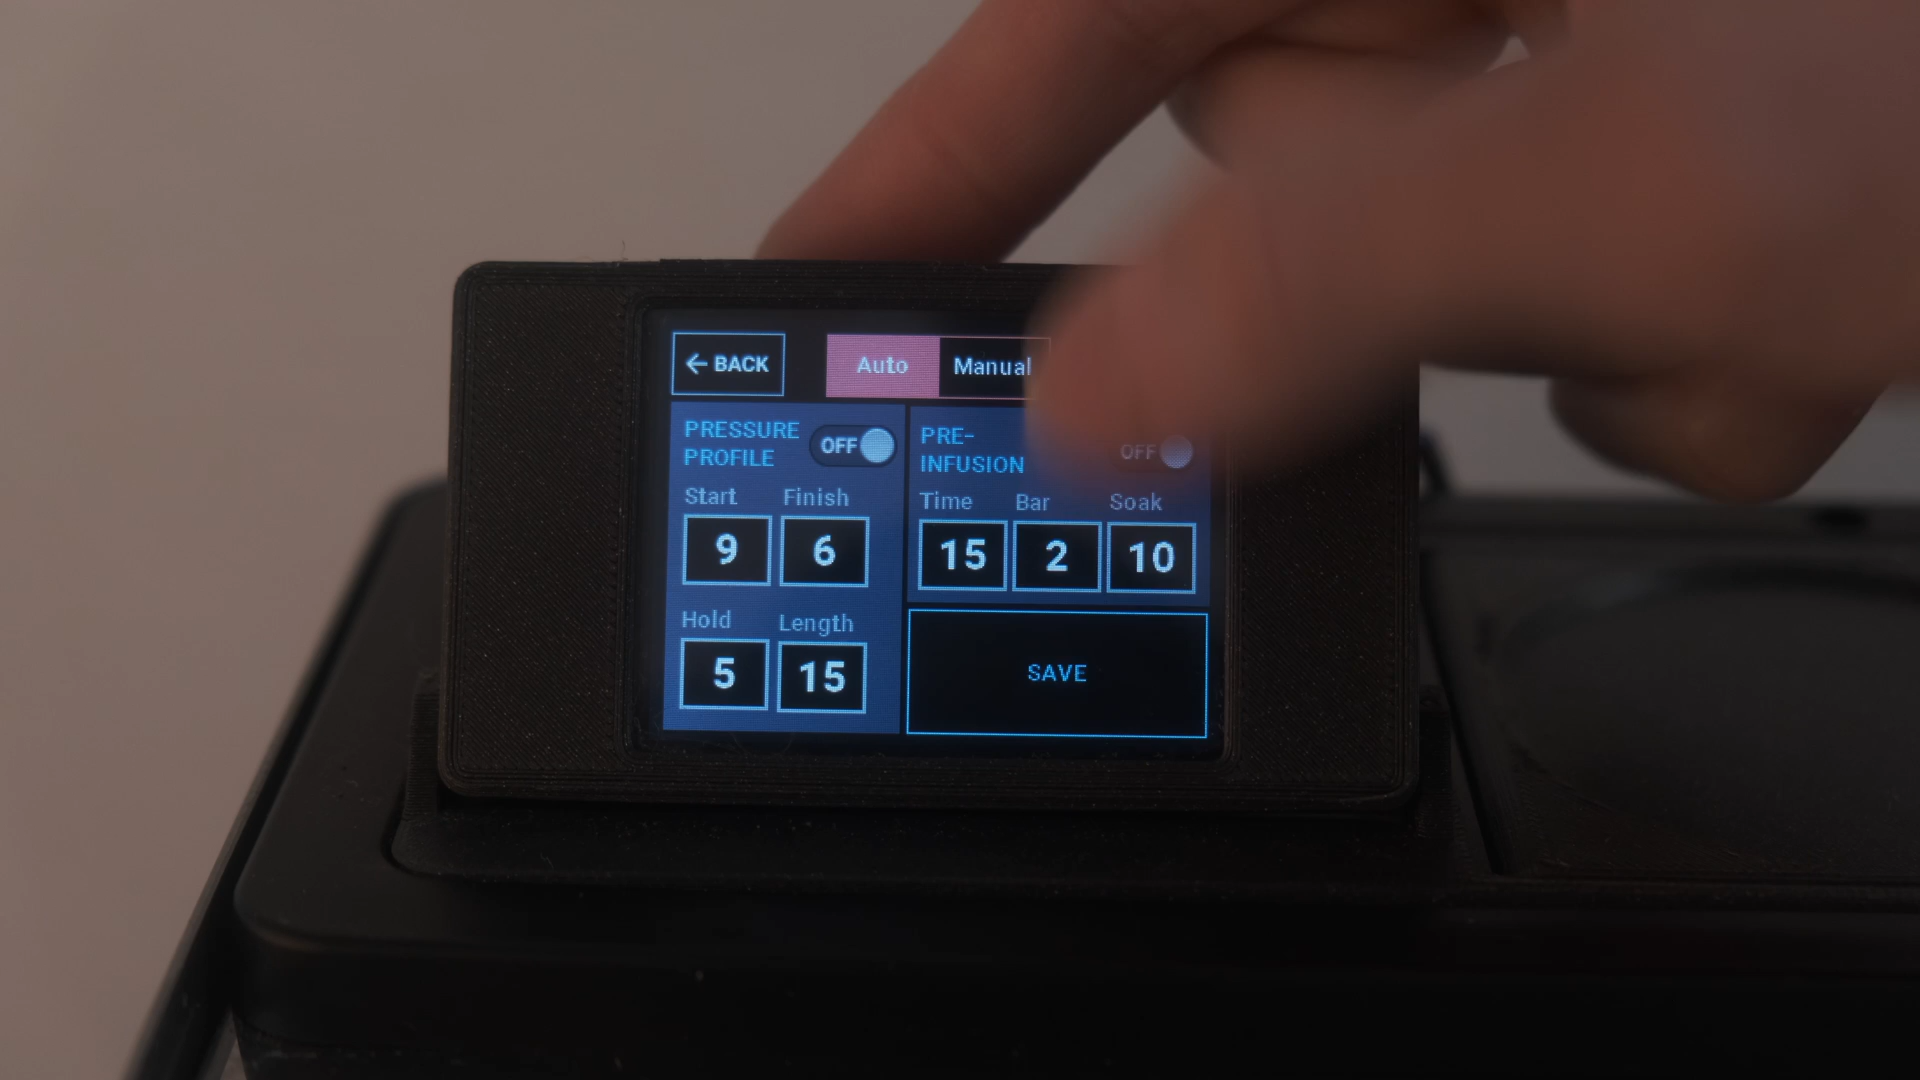 ← BACK
Auto
Manual
PRESSURE
PROFILE
OFF
Start
Finish
9
6
Hold
Length
5
15
PRE-
INFUSION
OFF
Time
Bar
Soak
15
2
10
SAVE